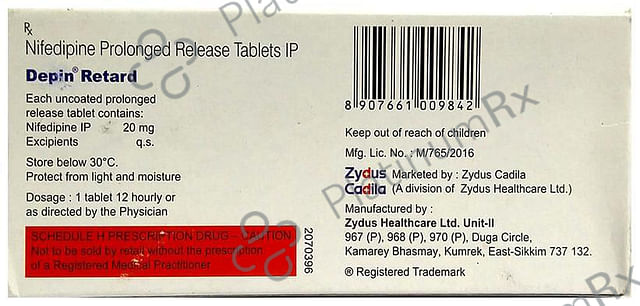 Rx
Nifedipine Prolonged Release Tablets IP
Depin® Retard
Each uncoated prolonged
release tablet contains:
Nifedipine IP 20 mg
Excipients q.s.
Store below 30°C.
Protect from light and moisture
Dosage : 1 tablet 12 hourly or
as directed by the Physician
SCHEDULE H PRESCRIPTION DRUG – CAUTION
Not to be sold by retail without the prescription
of a Registered Medical Practitioner.
2070396
8 907661 009842
Keep out of reach of children
Mfg. Lic. No. : M/765/2016
Zydus Cadila
Marketed by : Zydus Cadila
(A division of Zydus Healthcare Ltd.)
Manufactured by :
Zydus Healthcare Ltd. Unit-II
967 (P), 968 (P), 970 (P), Duga Circle,
Kamarey Bhasmay, Kumrek, East-Sikkim 737 132.
® Registered Trademark
PlatinumRx